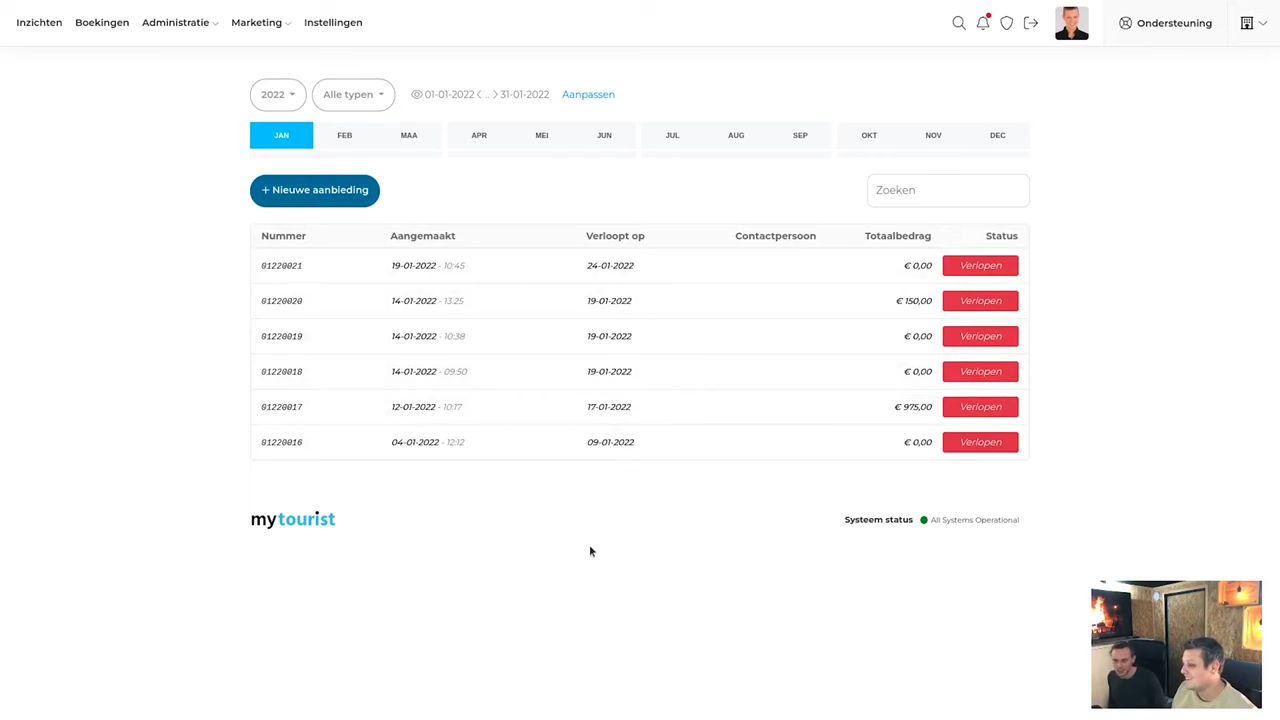 Inzichten Boekingen Administratie Marketing Instellingen Ondersteuning
2022 Alle typen 01-01-2022 < .. > 31-01-2022 Aanpassen
JAN FEB MAA APR MEI JUN JUL AUG SEP OKT NOV DEC
+ Nieuwe aanbieding Zoeken
Nummer Aangemaakt Verloopt op Contactpersoon Totaalbedrag Status
01220021 19-01-2022 - 10:45 24-01-2022 € 0,00 Verlopen
01220020 14-01-2022 - 13:25 19-01-2022 € 150,00 Verlopen
01220019 14-01-2022 - 10:38 19-01-2022 € 0,00 Verlopen
01220018 14-01-2022 - 09:50 19-01-2022 € 0,00 Verlopen
01220017 12-01-2022 - 10:17 17-01-2022 € 975,00 Verlopen
01220016 04-01-2022 - 12:12 09-01-2022 € 0,00 Verlopen
mytourist Systeem status All Systems Operational